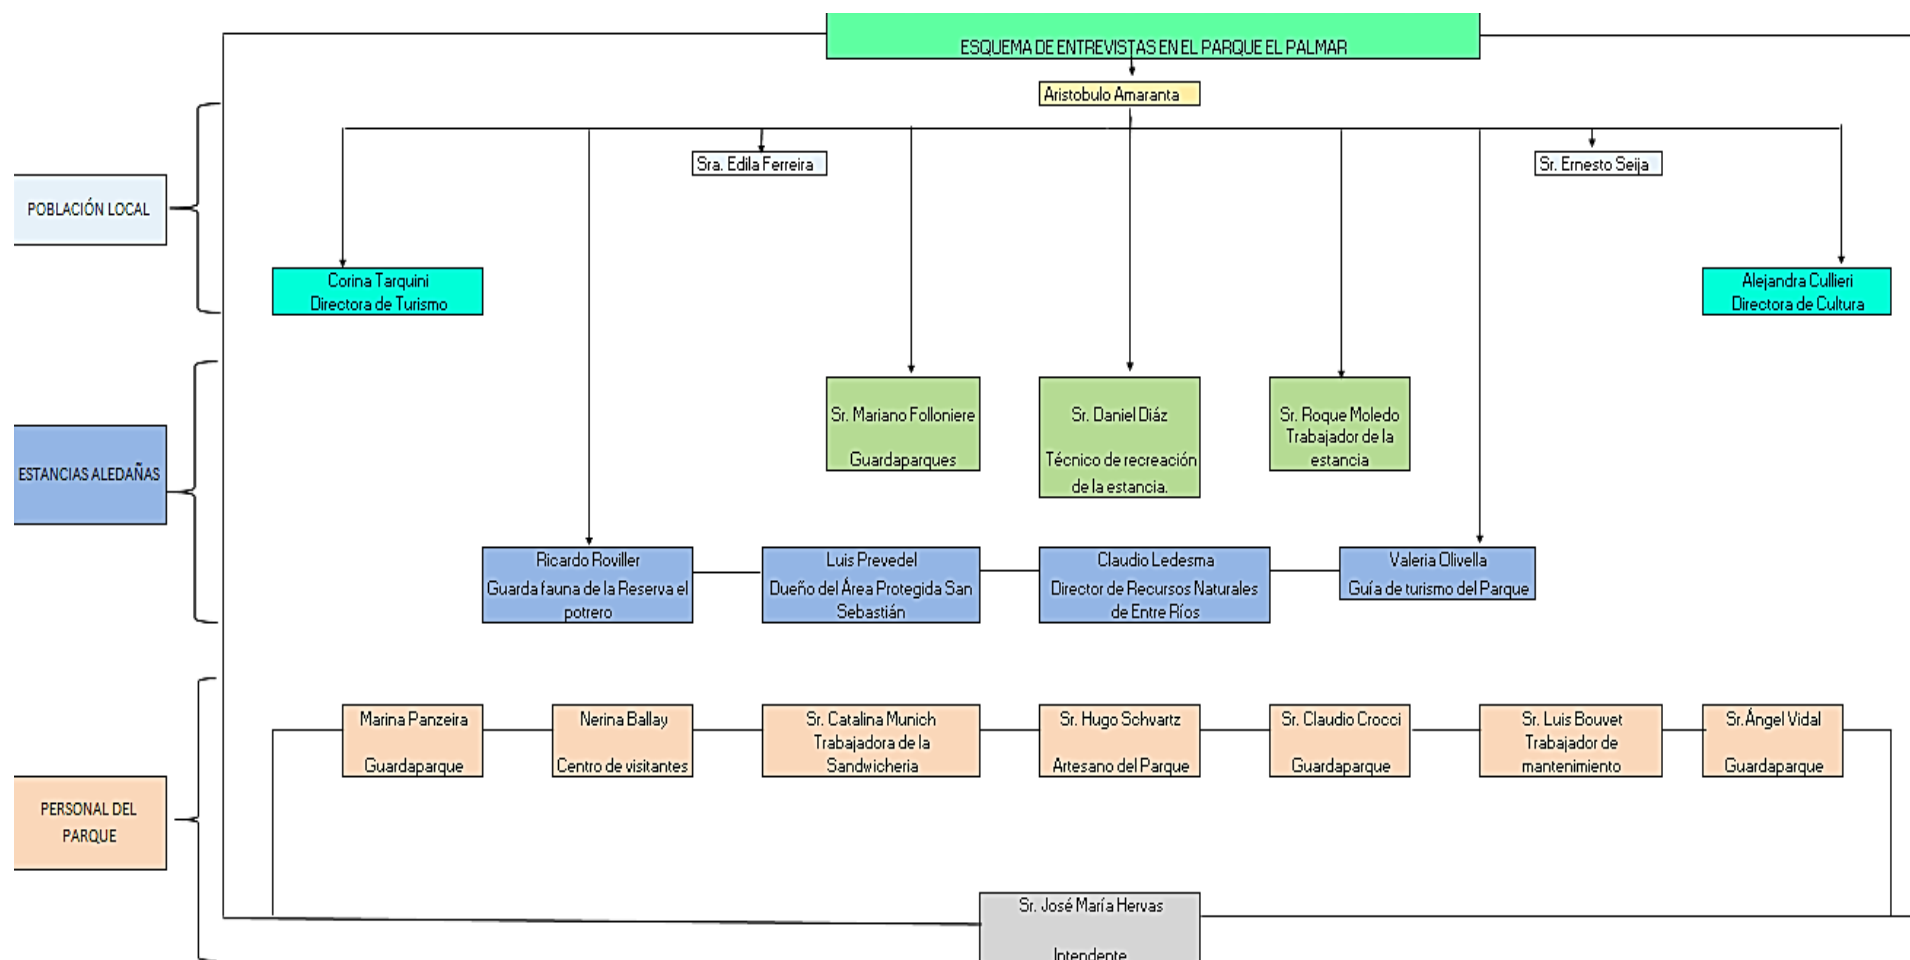 ESQUEMA DE ENTREVISTAS EN EL PARQUE EL PALMAR
Aristobulo Amaranta
POBLACIÓN LOCAL
Sra. Edila Ferreira
Sr. Ernesto Seija
Corina Tarquini
Directora de Turismo
Alejandra Cullieri
Directora de Cultura
ESTANCIAS ALEDAÑAS
Sr. Mariano Folloniere
Guardaparques
Sr. Daniel Diáz
Técnico de recreación
de la estancia.
Sr. Roque Moledo
Trabajador de la
estancia
Ricardo Roviller
Guarda fauna de la Reserva el
potrero
Luis Prevedel
Dueño del Área Protegida San
Sebastián
Claudio Ledesma
Director de Recursos Naturales
de Entre Ríos
Valeria Olivella
Guía de turismo del Parque
PERSONAL DEL
PARQUE
Marina Panzeira
Guardaparque
Nerina Ballay
Centro de visitantes
Sr. Catalina Munich
Trabajadora de la
Sandwicheria
Sr. Hugo Schvartz
Artesano del Parque
Sr. Claudio Crocci
Guardaparque
Sr. Luis Bouvet
Trabajador de
mantenimiento
Sr.Ángel Vidal
Guardaparque
Sr. José María Hervas
Intendente